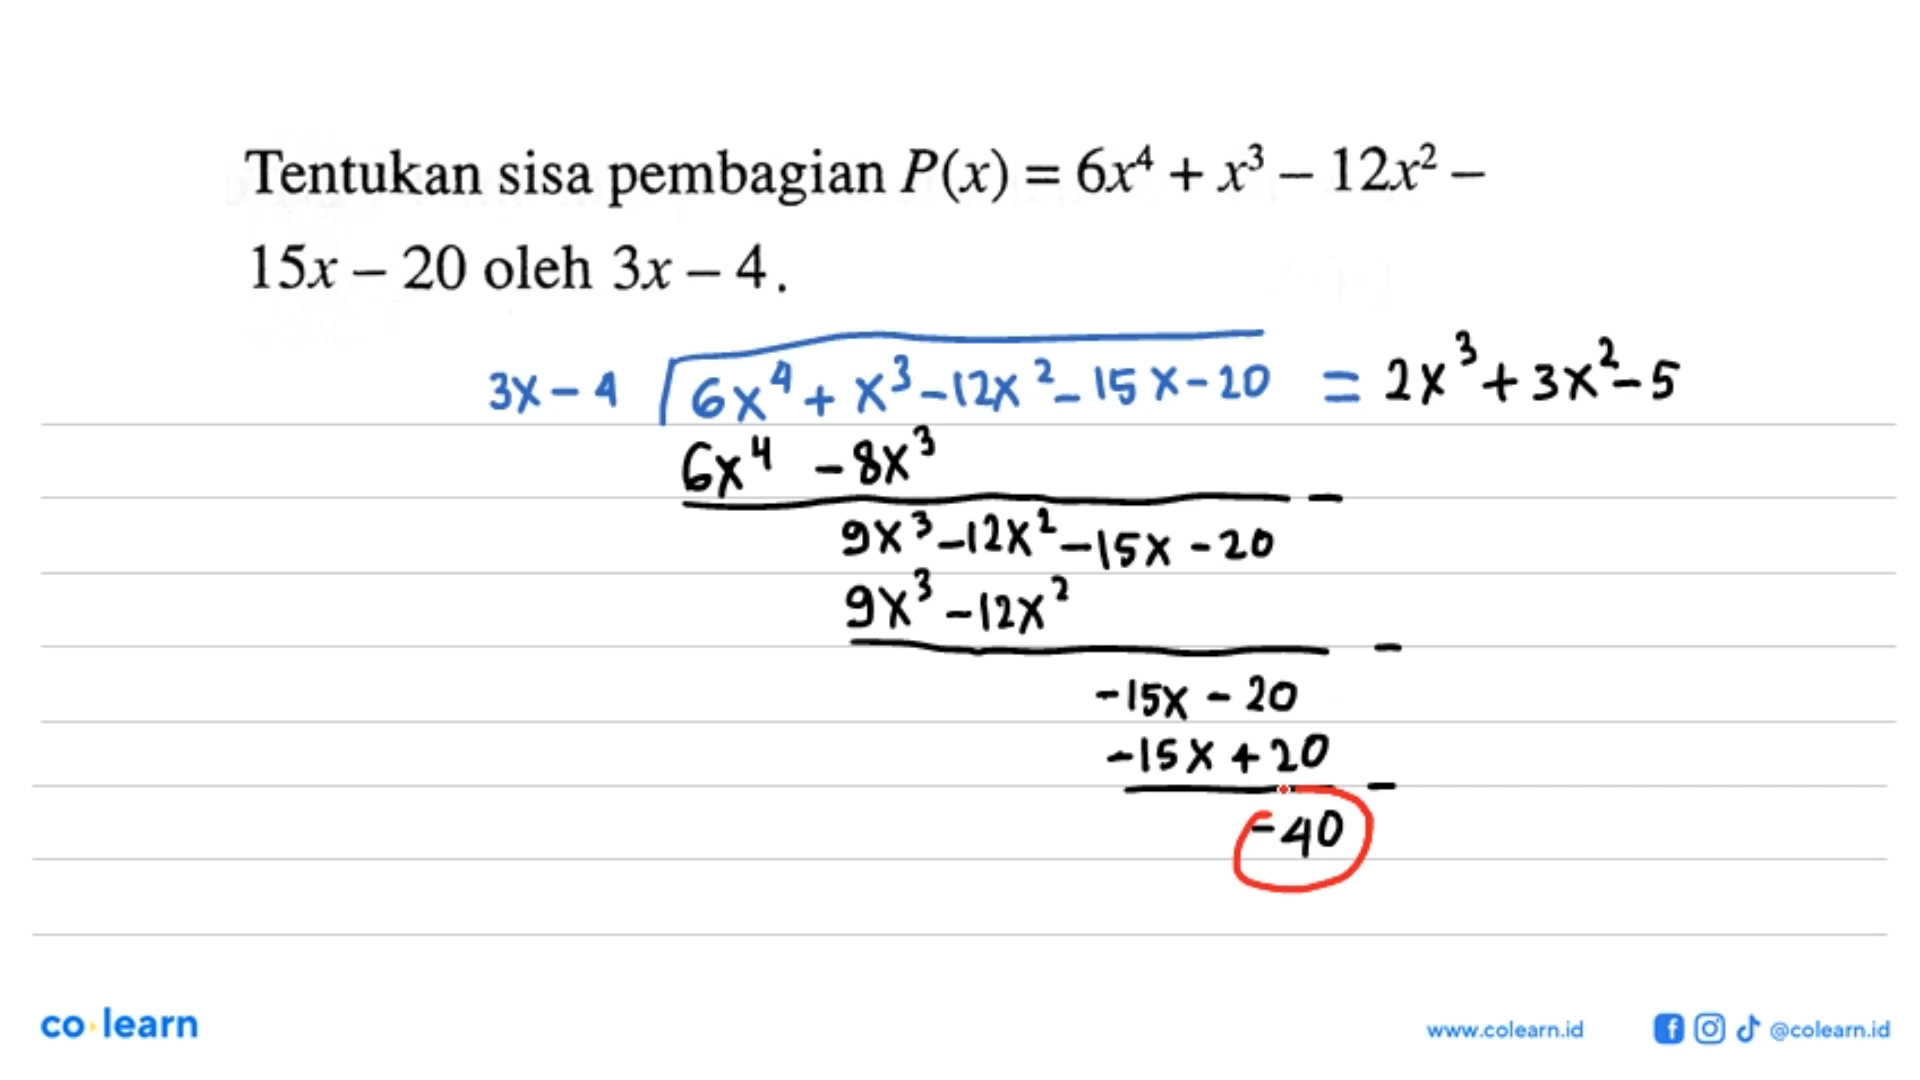 Tentukan sisa pembagian P(x) = 6x⁴ + x³ – 12x² –
15x – 20 oleh 3x – 4.
3x – 4 √ 6x⁴ + x³ – 12x² – 15x – 20 = 2x³ + 3x² – 5
6x⁴ – 8x³
–
9x³ – 12x² – 15x – 20
9x³ – 12x²
–
–15x – 20
–15x + 20
–
–40
co learn
www.colearn.id @colearn.id